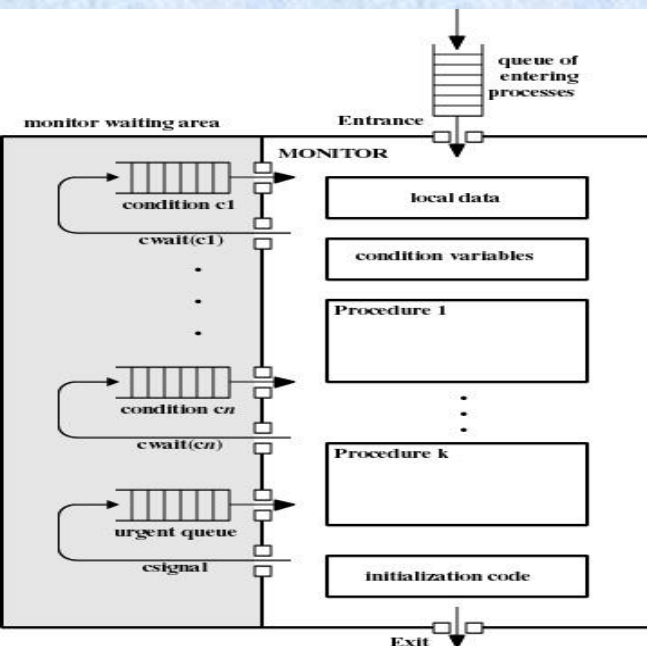 queue of
entering
processes
monitor waiting area
Entrance
MONITOR
condition c1
local data
cwait(c1)
condition variables
Procedure 1
condition cn
cwait(cn)
Procedure k
urgent queue
csignal
initialization code
Exit